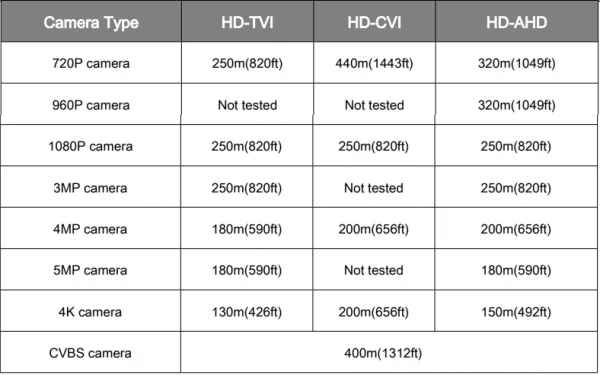 Camera Type HD-TVI HD-CVI HD-AHD
720P camera 250m(820ft) 440m(1443ft) 320m(1049ft)
960P camera Not tested Not tested 320m(1049ft)
1080P camera 250m(820ft) 250m(820ft) 250m(820ft)
3MP camera 250m(820ft) Not tested 250m(820ft)
4MP camera 180m(590ft) 200m(656ft) 200m(656ft)
5MP camera 180m(590ft) Not tested 180m(590ft)
4K camera 130m(426ft) 200m(656ft) 150m(492ft)
CVBS camera 400m(1312ft)